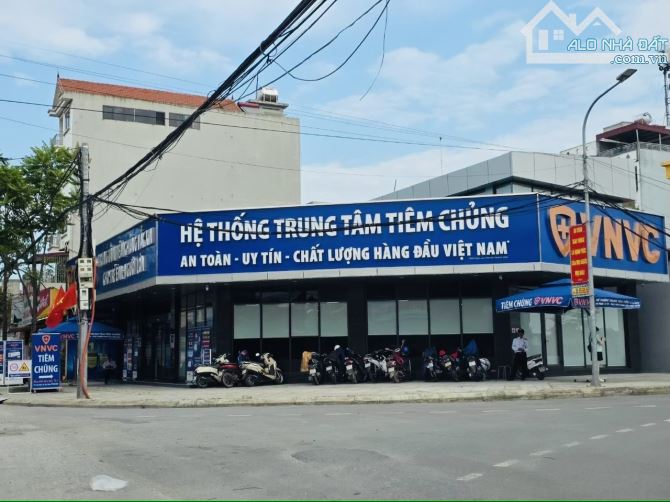 ALO NHÀ ĐẤT
.com.vn
HỆ THỐNG TRUNG TÂM TIÊM CHỦNG
AN TOÀN - UY TÍN - CHẤT LƯỢNG HÀNG ĐẦU VIỆT NAM
VNVC
TIÊM CHỦNG VNVC
VNVC
VNVC
TIÊM
CHỦNG